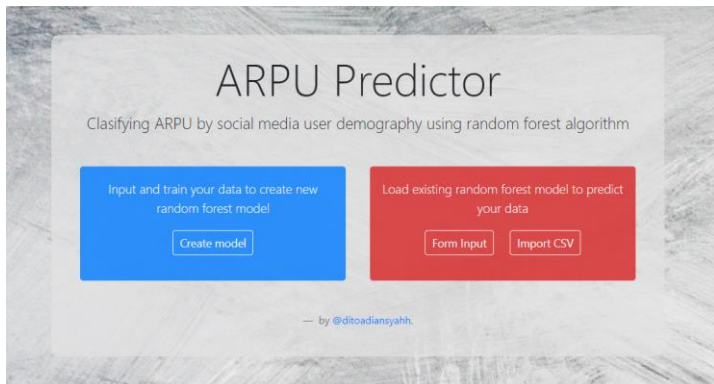 ARPU Predictor
Clasifying ARPU by social media user demography using random forest algorithm
Input and train your data to create new
random forest model
Create model
Load existing random forest model to predict
your data
Form Input
Import CSV
— by @ditoadiansyahh.